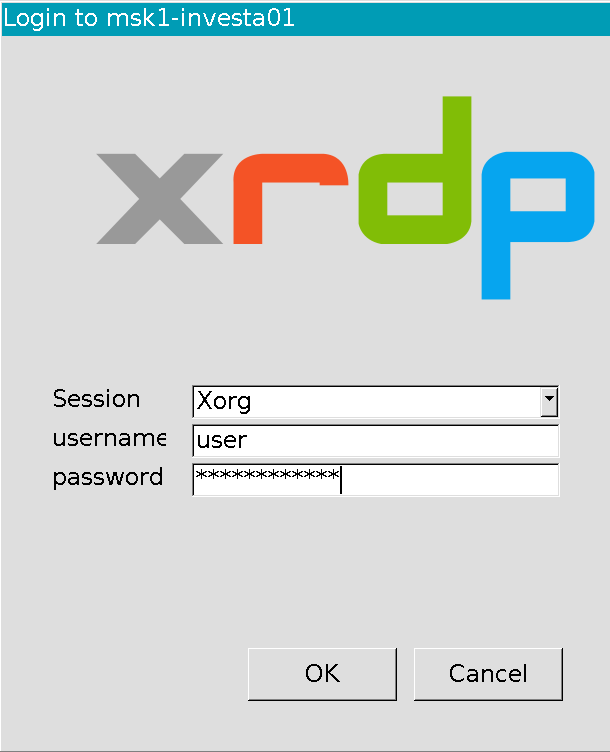 Login to msk1-investa01
xrdp
Session
Xorg
username
user
password
************
OK
Cancel